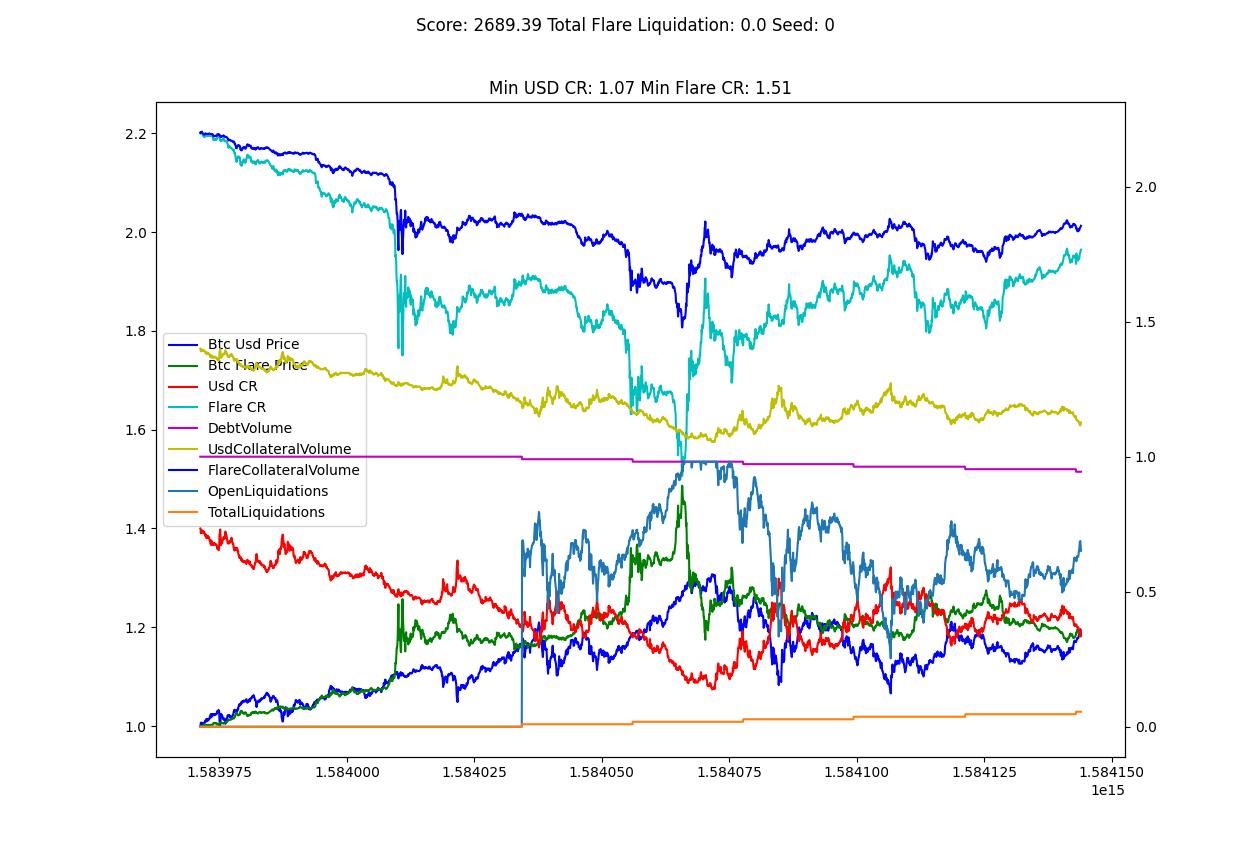 Score: 2689.39 Total Flare Liquidation: 0.0 Seed: 0
Min USD CR: 1.07 Min Flare CR: 1.51
2.2
2.0
1.8
1.6
1.4
1.2
1.0
Btc Usd Price
Btc Flare Price
Usd CR
Flare CR
DebtVolume
UsdCollateralVolume
FlareCollateralVolume
OpenLiquidations
TotalLiquidations
2.0
1.5
1.0
0.5
0.0
1.583975 1.584000 1.584025 1.584050 1.584075 1.584100 1.584125 1.584150
1e15